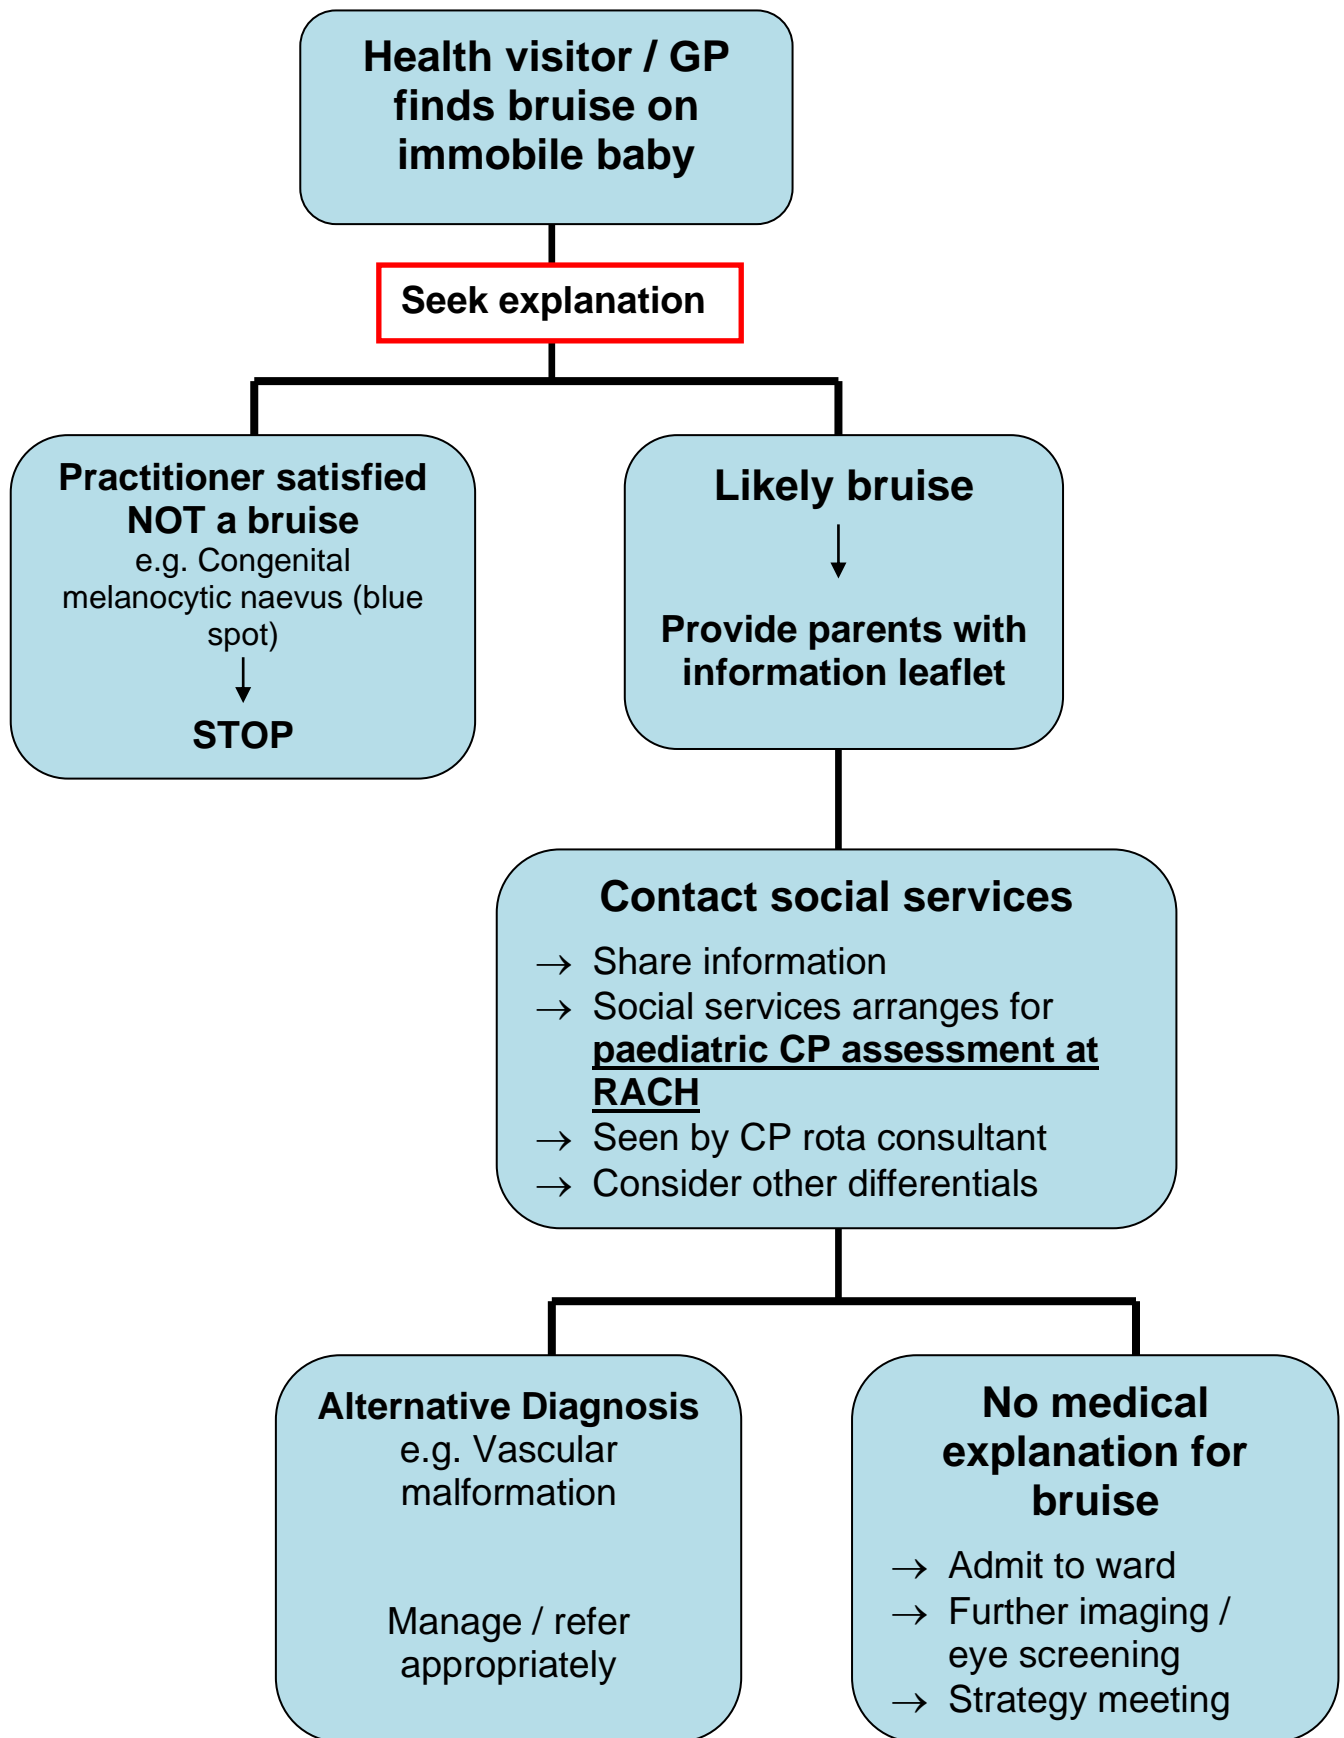 Health visitor / GP
finds bruise on
immobile baby
Seek explanation
Practitioner satisfied
NOT a bruise
e.g. Congenital
melanocytic naevus (blue
spot)
↓
STOP
Likely bruise
↓
Provide parents with
information leaflet
Contact social services
→ Share information
→ Social services arranges for
paediatric CP assessment at
RACH
→ Seen by CP rota consultant
→ Consider other differentials
Alternative Diagnosis
e.g. Vascular
malformation
Manage / refer
appropriately
No medical
explanation for
bruise
→ Admit to ward
→ Further imaging /
eye screening
→ Strategy meeting